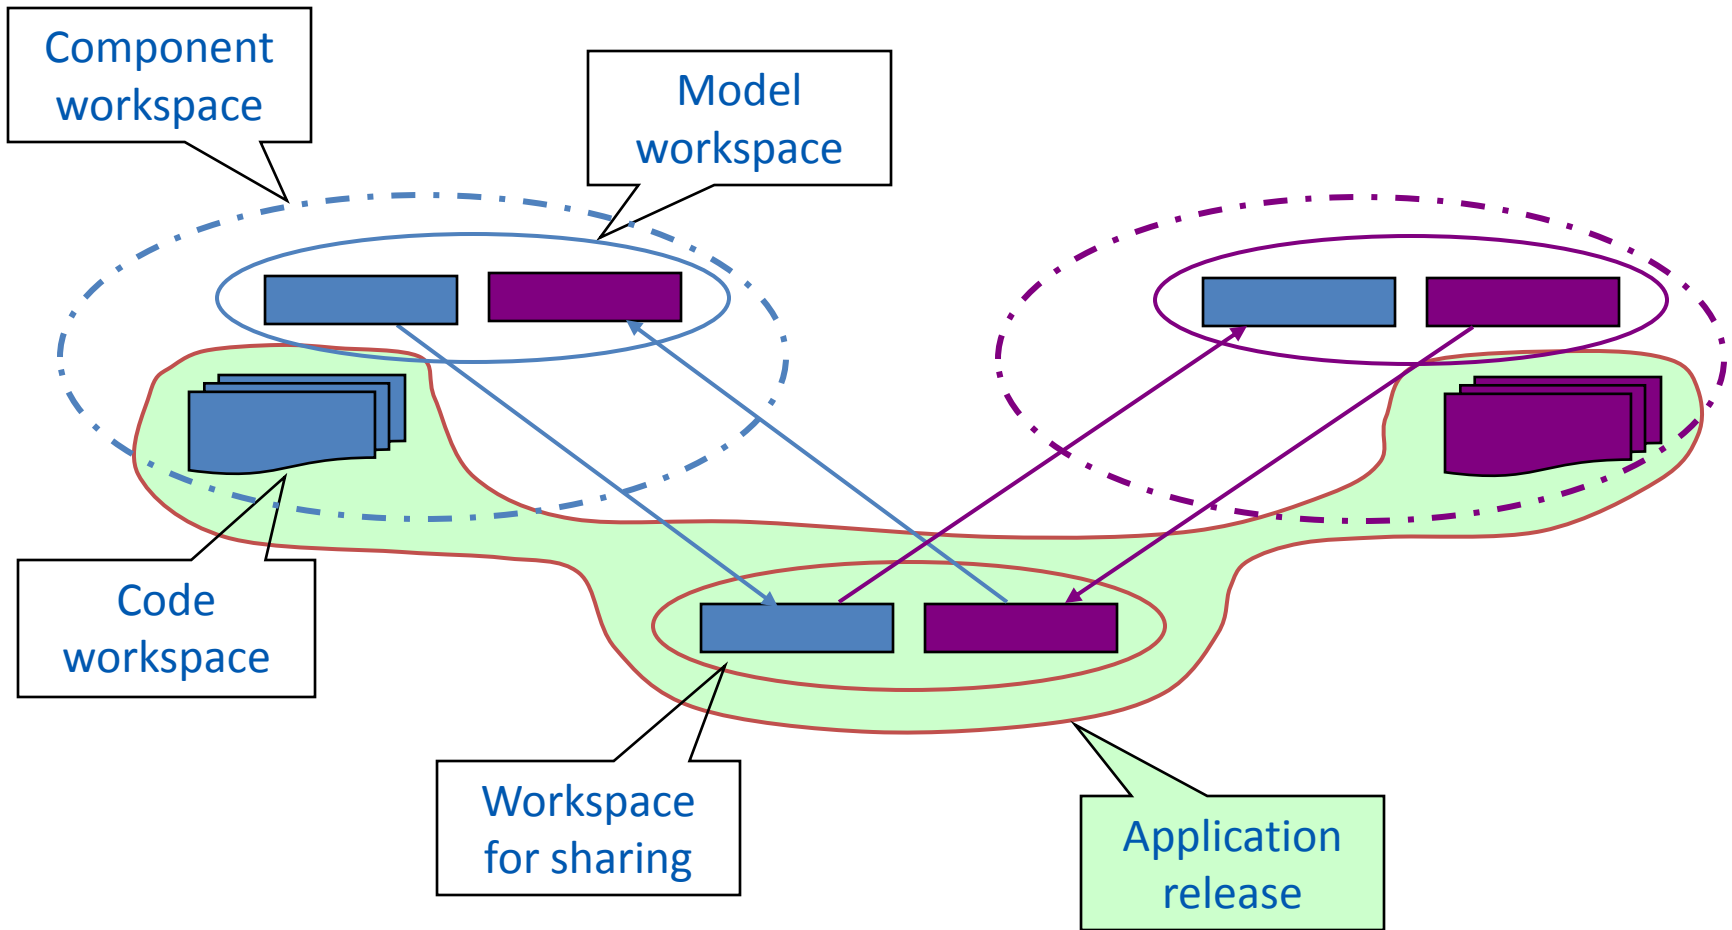 Component
workspace
Model
workspace
Code
workspace
Workspace
for sharing
Application
release